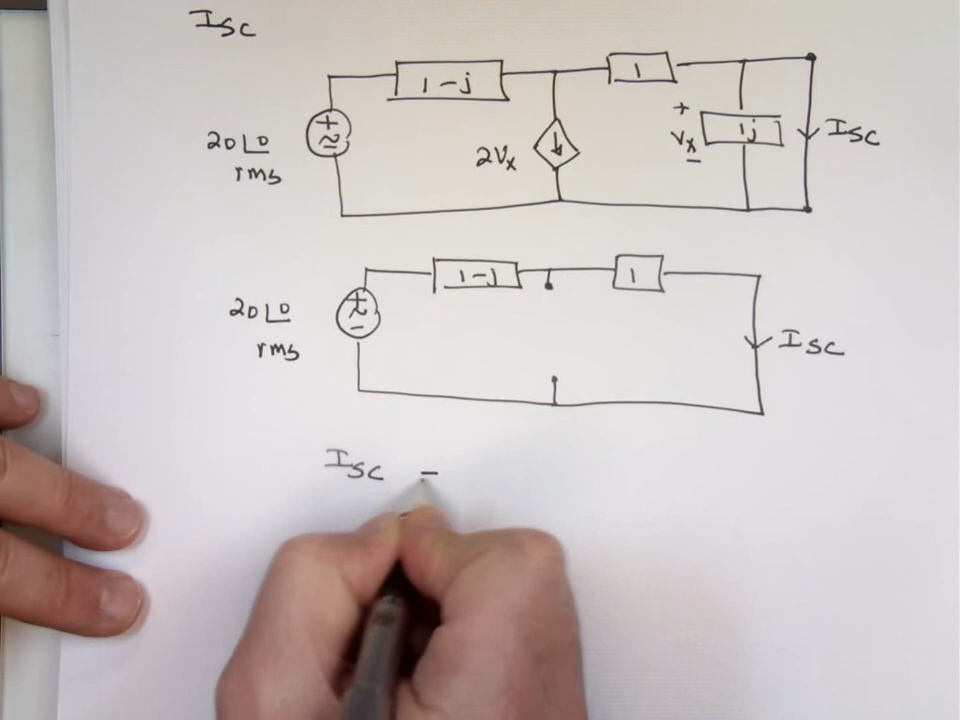 ISC
1-j
1
+
20∠0
rms
+
≈
2Vx
+
Vx
-
1j
ISC
1-j
1
20∠0
rms
+
~
-
ISC
ISC =